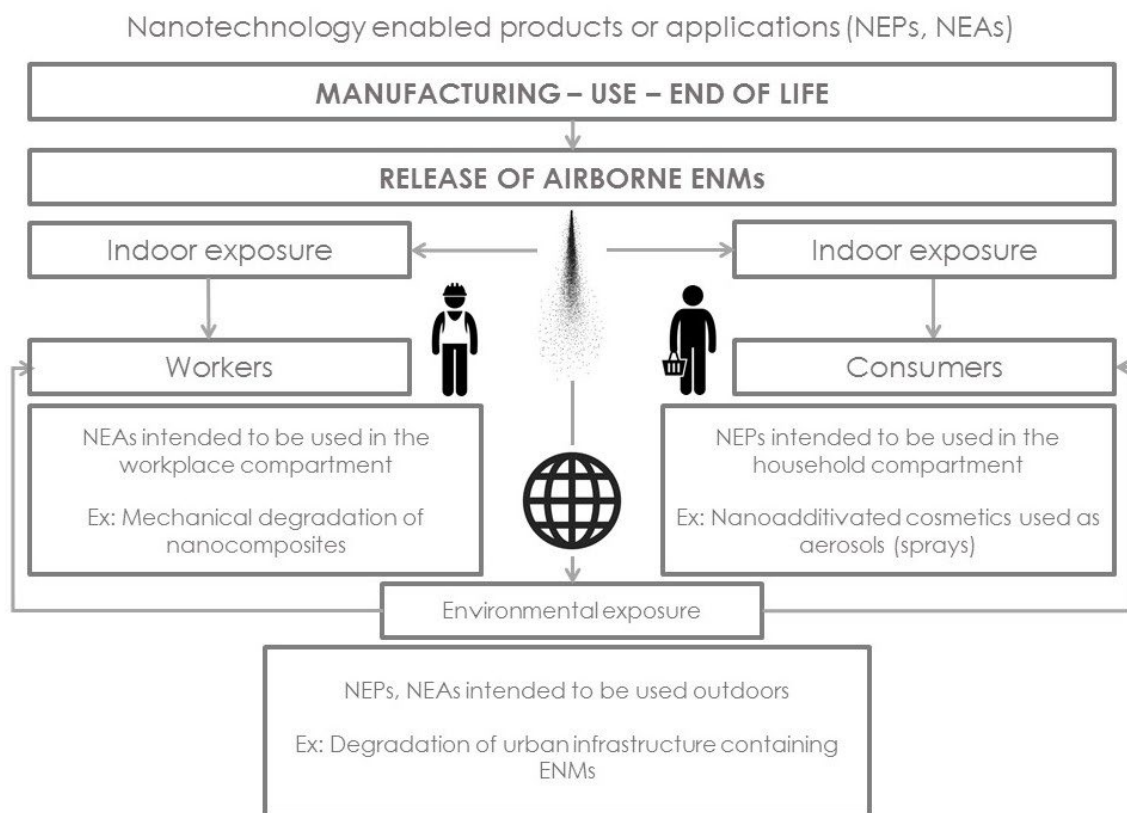 Nanotechnology enabled products or applications (NEPs, NEAs)
MANUFACTURING – USE – END OF LIFE
RELEASE OF AIRBORNE ENMs
Indoor exposure
Indoor exposure
Workers
Consumers
NEAs intended to be used in the
workplace compartment
Ex: Mechanical degradation of
nanocomposites
NEPs intended to be used in the
household compartment
Ex: Nanoadditivated cosmetics used as
aerosols (sprays)
Environmental exposure
NEPs, NEAs intended to be used outdoors
Ex: Degradation of urban infrastructure containing
ENMs